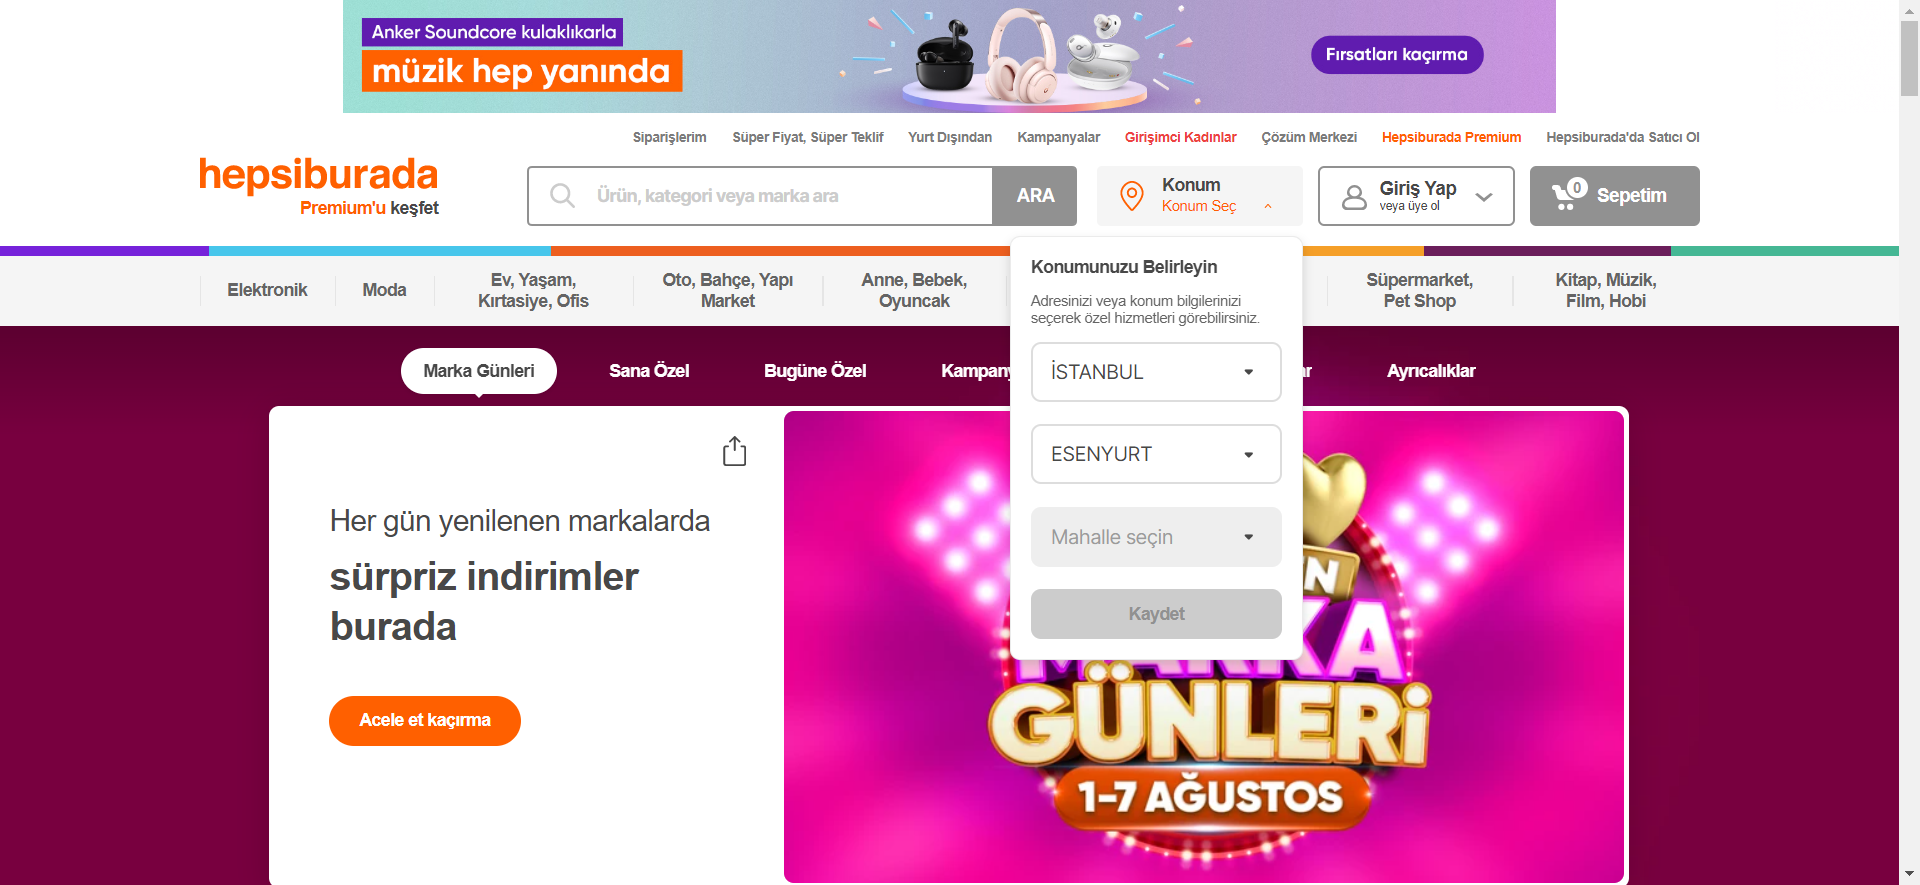 Anker Soundcore kulaklıkarla
müzik hep yanında
Fırsatları kaçırma
Siparişlerim
Süper Fiyat, Süper Teklif
Yurt Dışından
Kampanyalar
Girişimci Kadınlar
Çözüm Merkezi
Hepsiburada Premium
Hepsiburada'da Satıcı Ol
hepsiburada
Premium'u keşfet
Ürün, kategori veya marka ara
ARA
Konum
Konum Seç
Giriş Yap
veya üye ol
0
Sepetim
Elektronik
Moda
Ev, Yaşam,
Kırtasiye, Ofis
Oto, Bahçe, Yapı
Market
Anne, Bebek,
Oyuncak
Süpermarket,
Pet Shop
Kitap, Müzik,
Film, Hobi
Konumunuzu Belirleyin
Adresinizi veya konum bilgilerinizi
seçerek özel hizmetleri görebilirsiniz.
İSTANBUL
ESENYURT
Mahalle seçin
Kaydet
Marka Günleri
Sana Özel
Bugüne Özel
Kampany
Ayrıcalıklar
Her gün yenilenen markalarda
sürpriz indirimler
burada
Acele et kaçırma
MARKA
GÜNLERİ
1-7 AĞUSTOS